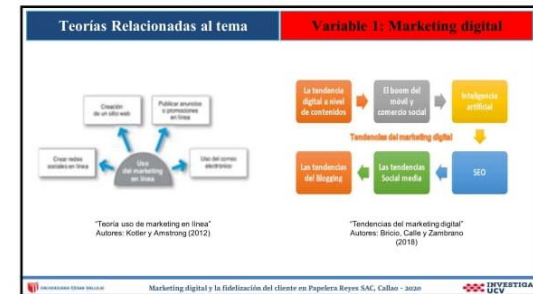 Teorías Relacionadas al tema
Variable 1: Marketing digital
Creación
de un sitio web
Publicar anuncios
o promociones
en línea
Crear redes
sociales en línea
Uso del correo
electrónico
Uso
del marketing
en línea
"Teoría uso de marketing en línea"
Autores: Kotler y Amstrong (2012)
La tendencia
digital a nivel
de contenidos
El boom del
móvil y
comercio social
Inteligencia
artificial
Tendencias del marketing digital
Las tendencias
del Blogging
Las tendencias
Social media
SEO
"Tendencias del marketing digital"
Autores: Bricio, Calle y Zambrano
(2018)
UNIVERSIDAD CÉSAR VALLEJO
Marketing digital y la fidelización del cliente en Papelera Reyes SAC, Callao - 2020
INVESTIGA
UCV